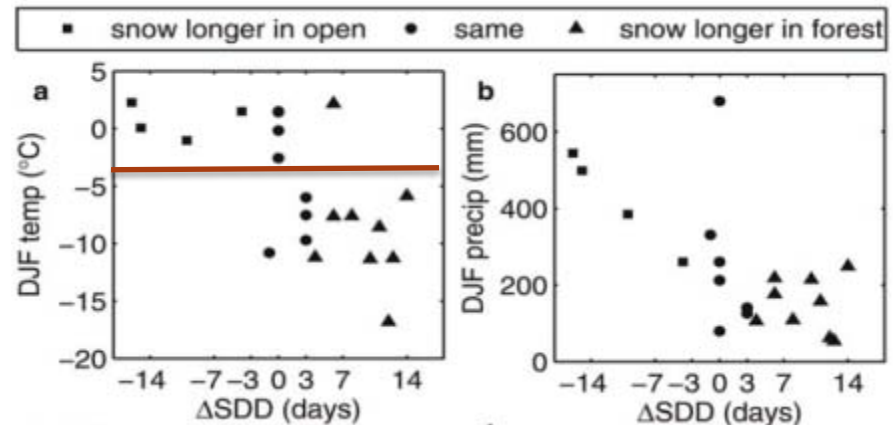 snow longer in open same snow longer in forest
a
5
0
−5
−10
−15
−20
DJF temp (°C)
−14 −7 −3 0 3 7 14
ΔSDD (days)
b
600
400
200
0
DJF precip (mm)
−14 −7 −3 0 3 7 14
ΔSDD (days)